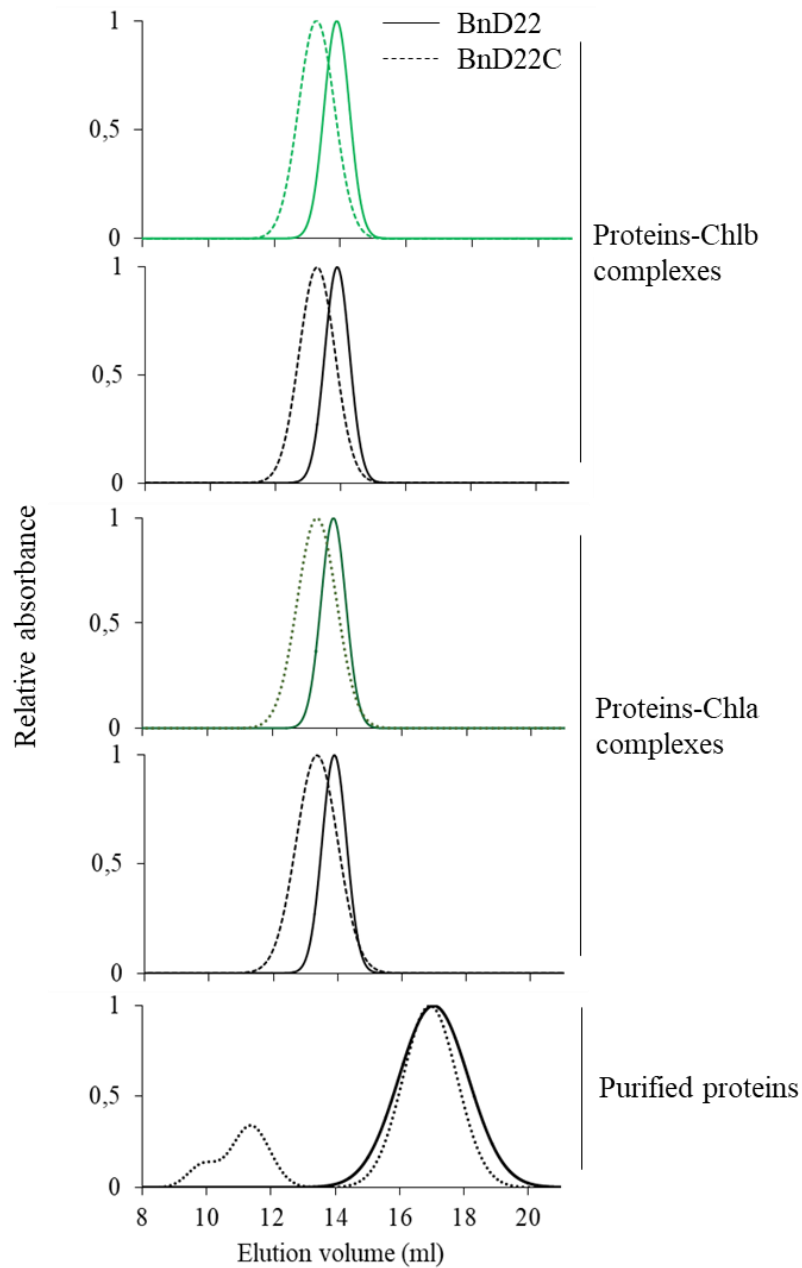 BnD22
BnD22C
1
0,5
0
Proteins-Chlb
complexes
1
0,5
0
Relative absorbance
1
0,5
0
Proteins-Chla
complexes
1
0,5
0
1
0,5
0
Purified proteins
8 10 12 14 16 18 20
Elution volume (ml)